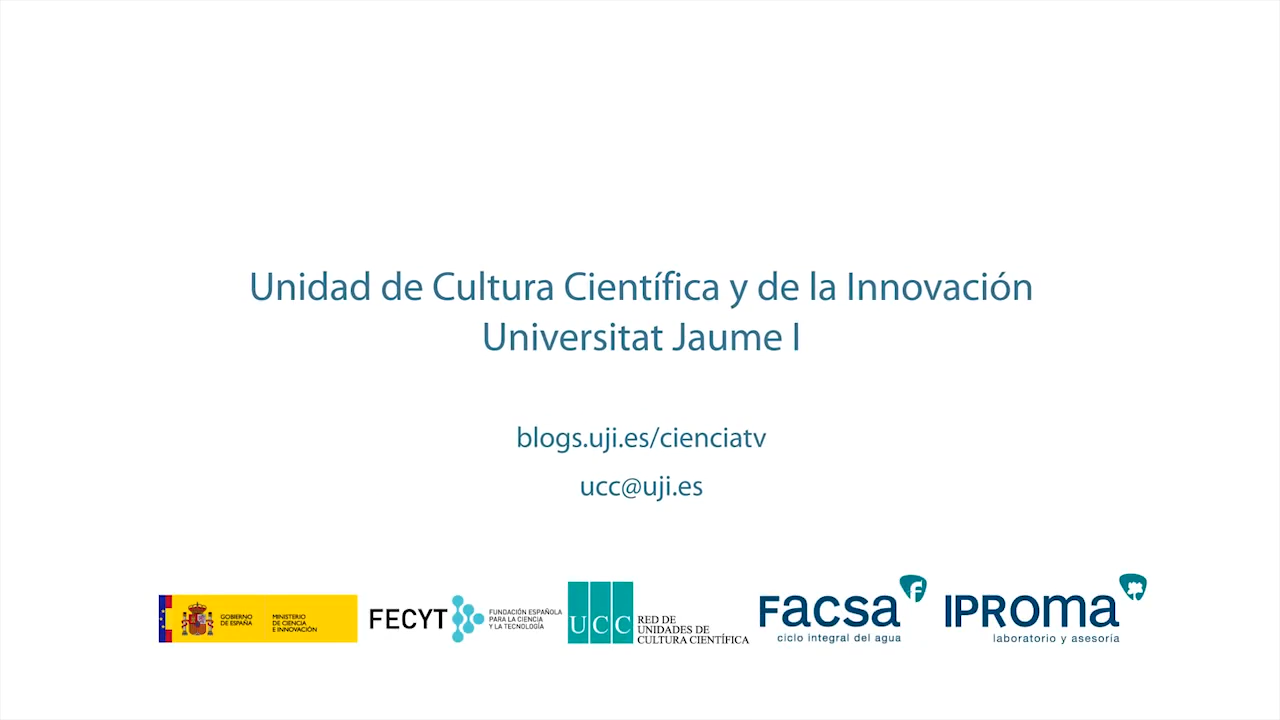 Unidad de Cultura Científica y de la Innovación
Universitat Jaume I
blogs.uji.es/cienciatv
ucc@uji.es
GOBIERNO
DE ESPAÑA
MINISTERIO
DE CIENCIA
E INNOVACIÓN
FECYT
FUNDACIÓN ESPAÑOLA
PARA LA CIENCIA
Y LA TECNOLOGÍA
UCC
RED DE
UNIDADES DE
CULTURA CIENTÍFICA
FACSA
ciclo integral del agua
IPROMA
laboratorio y asesoría